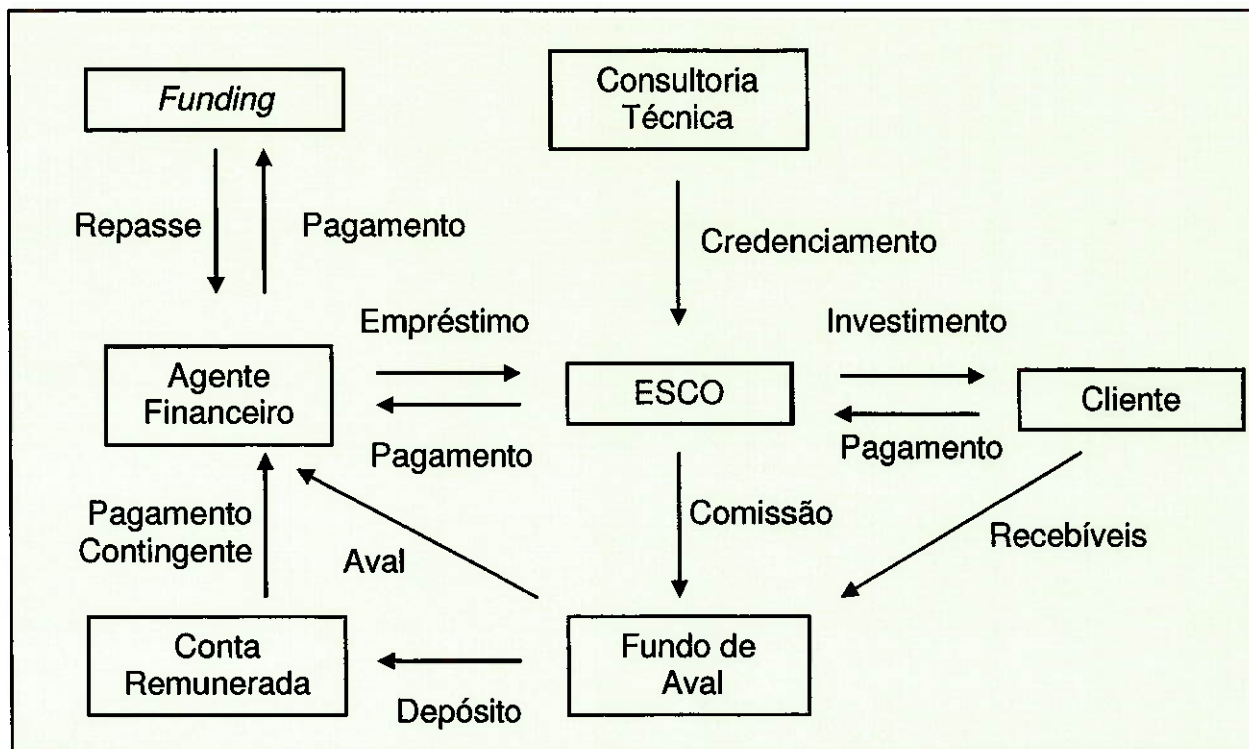 Funding
Consultoria
Técnica
Repasse
Pagamento
Credenciamento
Empréstimo
Investimento
Agente
Financeiro
ESCO
Cliente
Pagamento
Pagamento
Pagamento
Contingente
Aval
Comissão
Recebíveis
Conta
Remunerada
Fundo de
Aval
Depósito